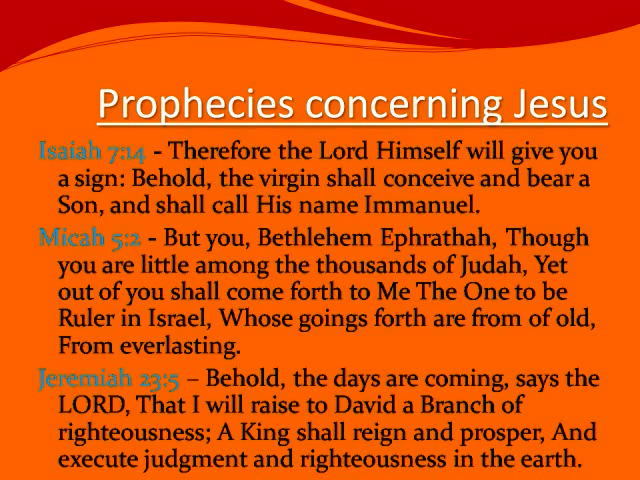 Prophecies concerning Jesus
Isaiah 7:14 - Therefore the Lord Himself will give you
a sign: Behold, the virgin shall conceive and bear a
Son, and shall call His name Immanuel.
Micah 5:2 - But you, Bethlehem Ephrathah, Though
you are little among the thousands of Judah, Yet
out of you shall come forth to Me The One to be
Ruler in Israel, Whose goings forth are from of old,
From everlasting.
Jeremiah 23:5 – Behold, the days are coming, says the
LORD, That I will raise to David a Branch of
righteousness; A King shall reign and prosper, And
execute judgment and righteousness in the earth.